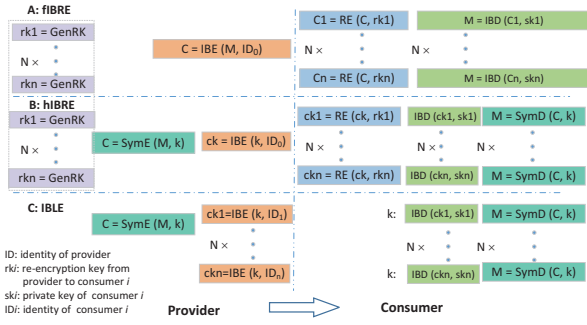 A: fIBRE
rk1 = GenRK
N ×
rkn = GenRK
C = IBE (M, ID₀)
C1 = RE (C, rk1)
M = IBD (C1, sk1)
N ×
N ×
Cn = RE (C, rkn)
M = IBD (Cn, skn)
B: hIBRE
rk1 = GenRK
N ×
rkn = GenRK
C = SymE (M, k)
ck = IBE (k, ID₀)
ck1 = RE (ck, rk1)
IBD (ck1, sk1)
M = SymD (C, k)
N ×
N ×
N ×
ckn = RE (ck, rkn)
IBD (ckn, skn)
M = SymD (C, k)
C: IBLE
C = SymE (M, k)
ck1=IBE (k, ID₁)
N ×
ckn=IBE (k, IDₙ)
k:
IBD (ck1, sk1)
M = SymD (C, k)
N ×
N ×
k:
IBD (ckn, skn)
M = SymD (C, k)
ID: identity of provider
rki: re-encryption key from
provider to consumer i
ski: private key of consumer i
IDi: identity of consumer i
Provider
Consumer